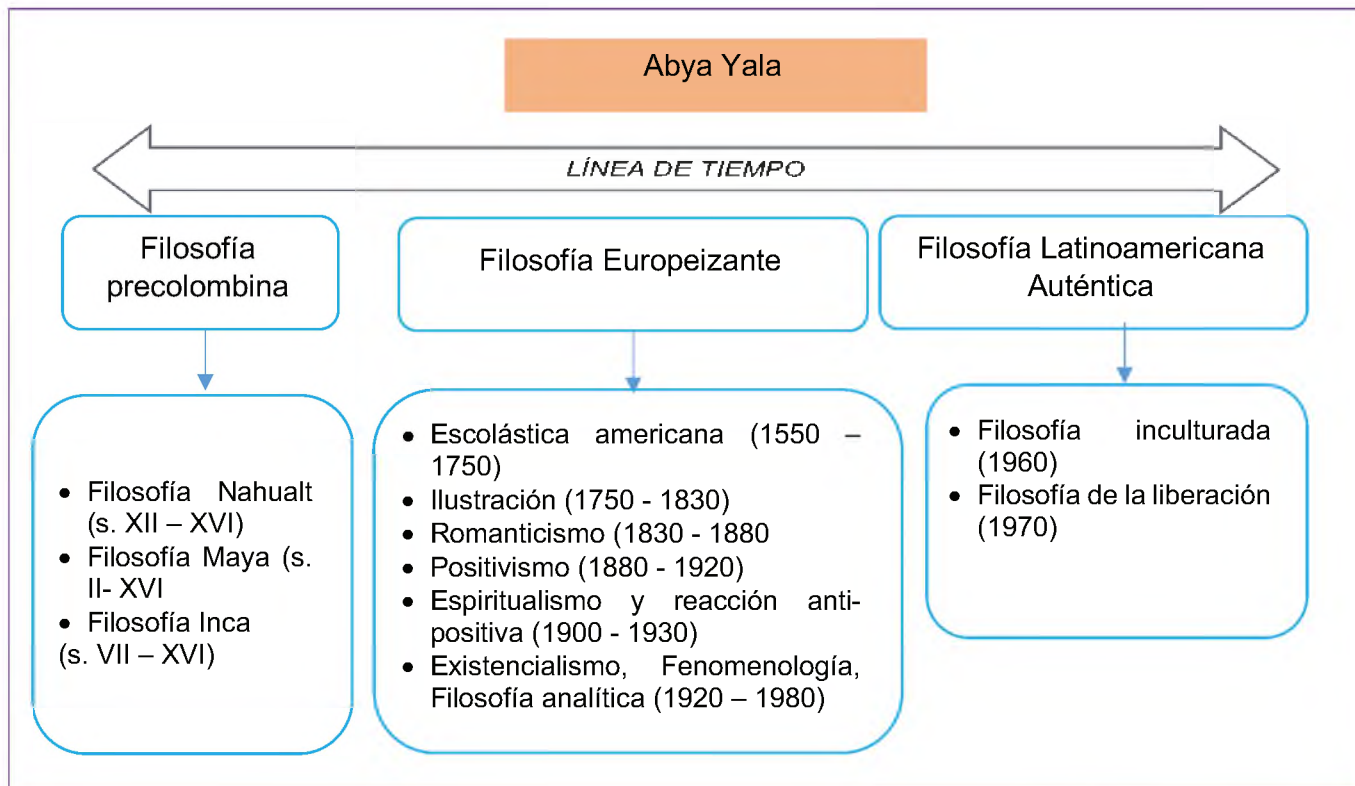 Abya Yala
LÍNEA DE TIEMPO
Filosofía
precolombina
Filosofía Europeizante
Filosofía Latinoamericana
Auténtica
• Filosofía Nahualt
(s. XII – XVI)
• Filosofía Maya (s.
II- XVI
• Filosofía Inca
(s. VII – XVI)
• Escolástica americana (1550 –
1750)
• Ilustración (1750 - 1830)
• Romanticismo (1830 - 1880
• Positivismo (1880 - 1920)
• Espiritualismo y reacción anti-
positiva (1900 - 1930)
• Existencialismo, Fenomenología,
Filosofía analítica (1920 – 1980)
• Filosofía inculturada
(1960)
• Filosofía de la liberación
(1970)